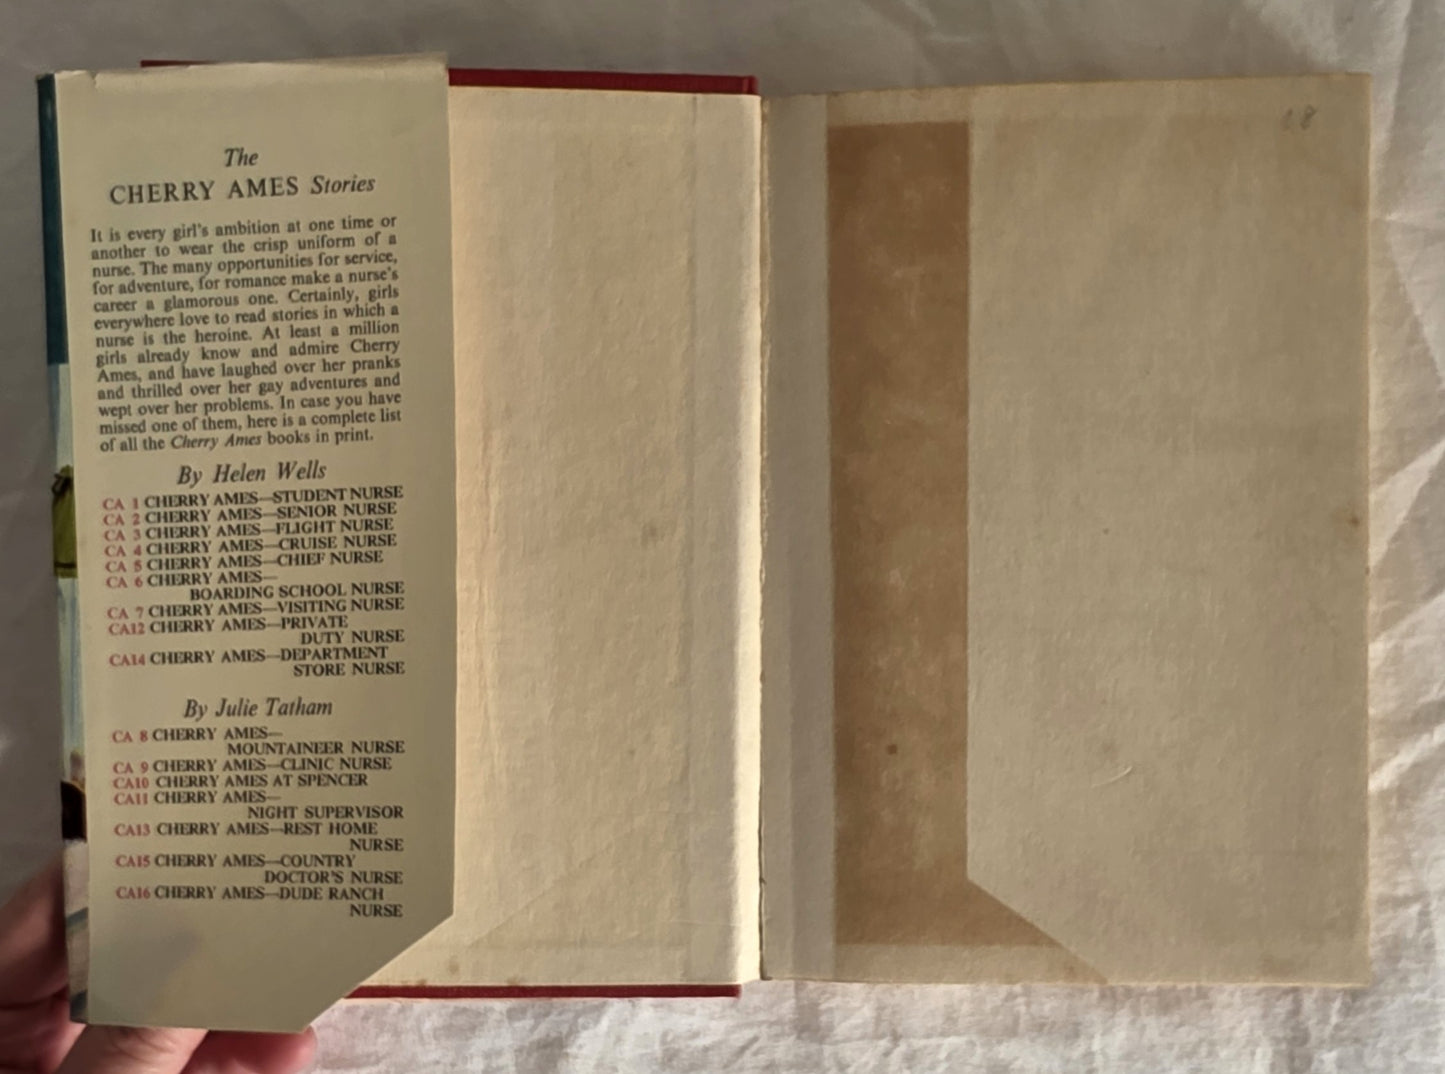 The
CHERRY AMES Stories
It is every girl's ambition at one time or
another to wear the crisp uniform of a
nurse. The many opportunities for service,
for adventure, for romance make a nurse's
career a glamorous one. Certainly, girls
everywhere love to read stories in which a
nurse is the heroine. At least a million
girls already know and admire Cherry
Ames, and have laughed over her pranks
and thrilled over her gay adventures and
wept over her problems. In case you have
missed one of them, here is a complete list
of all the Cherry Ames books in print.
By Helen Wells
CA 1 CHERRY AMES—STUDENT NURSE
CA 2 CHERRY AMES—SENIOR NURSE
CA 3 CHERRY AMES—FLIGHT NURSE
CA 4 CHERRY AMES—CRUISE NURSE
CA 5 CHERRY AMES—CHIEF NURSE
CA 6 CHERRY AMES—
BOARDING SCHOOL NURSE
CA 7 CHERRY AMES—VISITING NURSE
CA12 CHERRY AMES—PRIVATE
DUTY NURSE
CA14 CHERRY AMES—DEPARTMENT
STORE NURSE
By Julie Tatham
CA 8 CHERRY AMES—
MOUNTAINEER NURSE
CA 9 CHERRY AMES—CLINIC NURSE
CA10 CHERRY AMES AT SPENCER
CA11 CHERRY AMES—
NIGHT SUPERVISOR
CA13 CHERRY AMES—REST HOME
NURSE
CA15 CHERRY AMES—COUNTRY
DOCTOR'S NURSE
CA16 CHERRY AMES—DUDE RANCH
NURSE